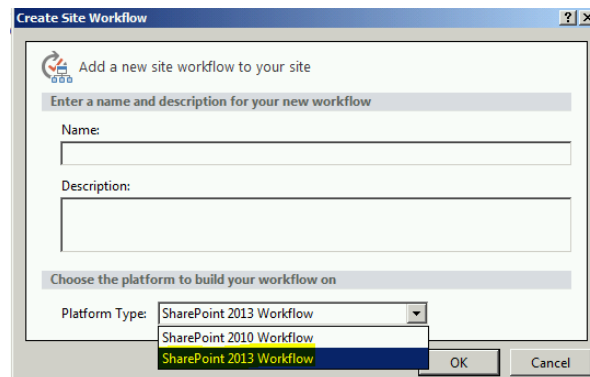 Create Site Workflow
?
Add a new site workflow to your site
Enter a name and description for your new workflow
Name:
Description:
Choose the platform to build your workflow on
Platform Type: SharePoint 2013 Workflow
SharePoint 2010 Workflow
SharePoint 2013 Workflow
OK Cancel